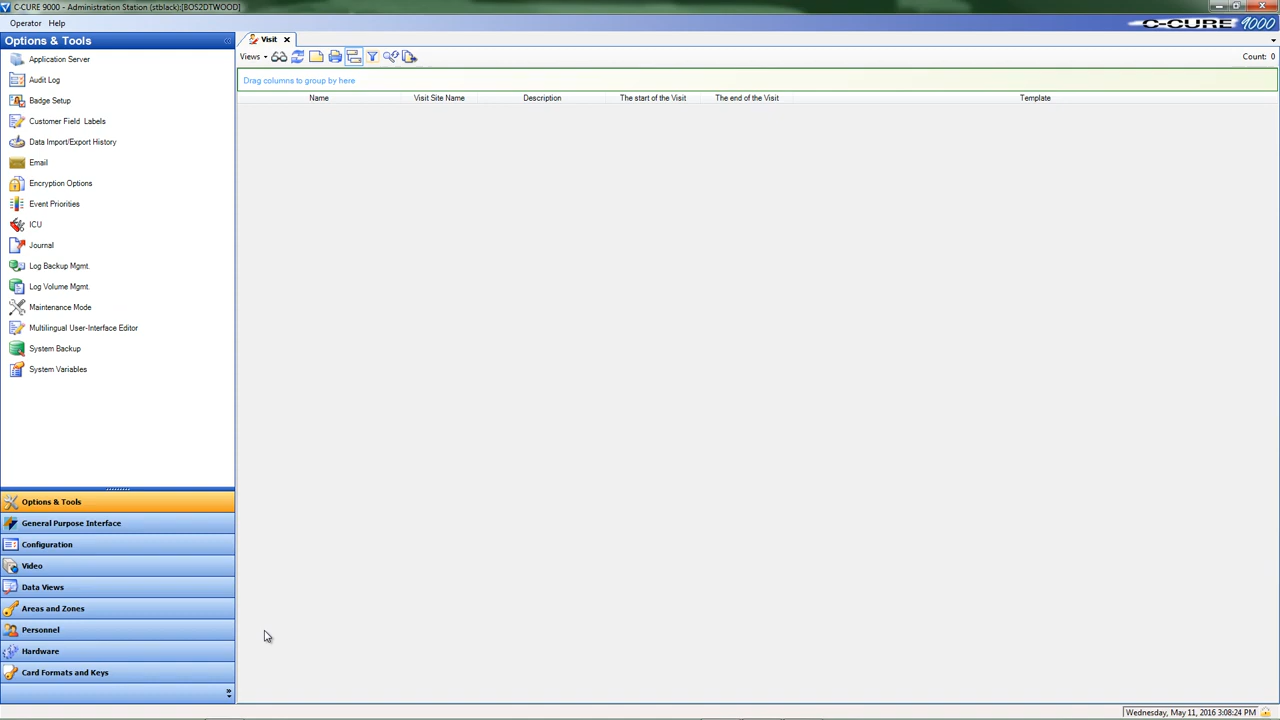 C-CURE 9000 - Administration Station (stblack):[BOS2DTWOOD]
Operator Help
C•CURE 9000
Options & Tools
Application Server
Audit Log
Badge Setup
Customer Field Labels
Data Import/Export History
Email
Encryption Options
Event Priorities
ICU
Journal
Log Backup Mgmt.
Log Volume Mgmt.
Maintenance Mode
Multilingual User-Interface Editor
System Backup
System Variables
Options & Tools
General Purpose Interface
Configuration
Video
Data Views
Areas and Zones
Personnel
Hardware
Card Formats and Keys
Visit
Views
Count: 0
Drag columns to group by here
Name Visit Site Name Description The start of the Visit The end of the Visit Template
Wednesday, May 11, 2016 3:08:24 PM